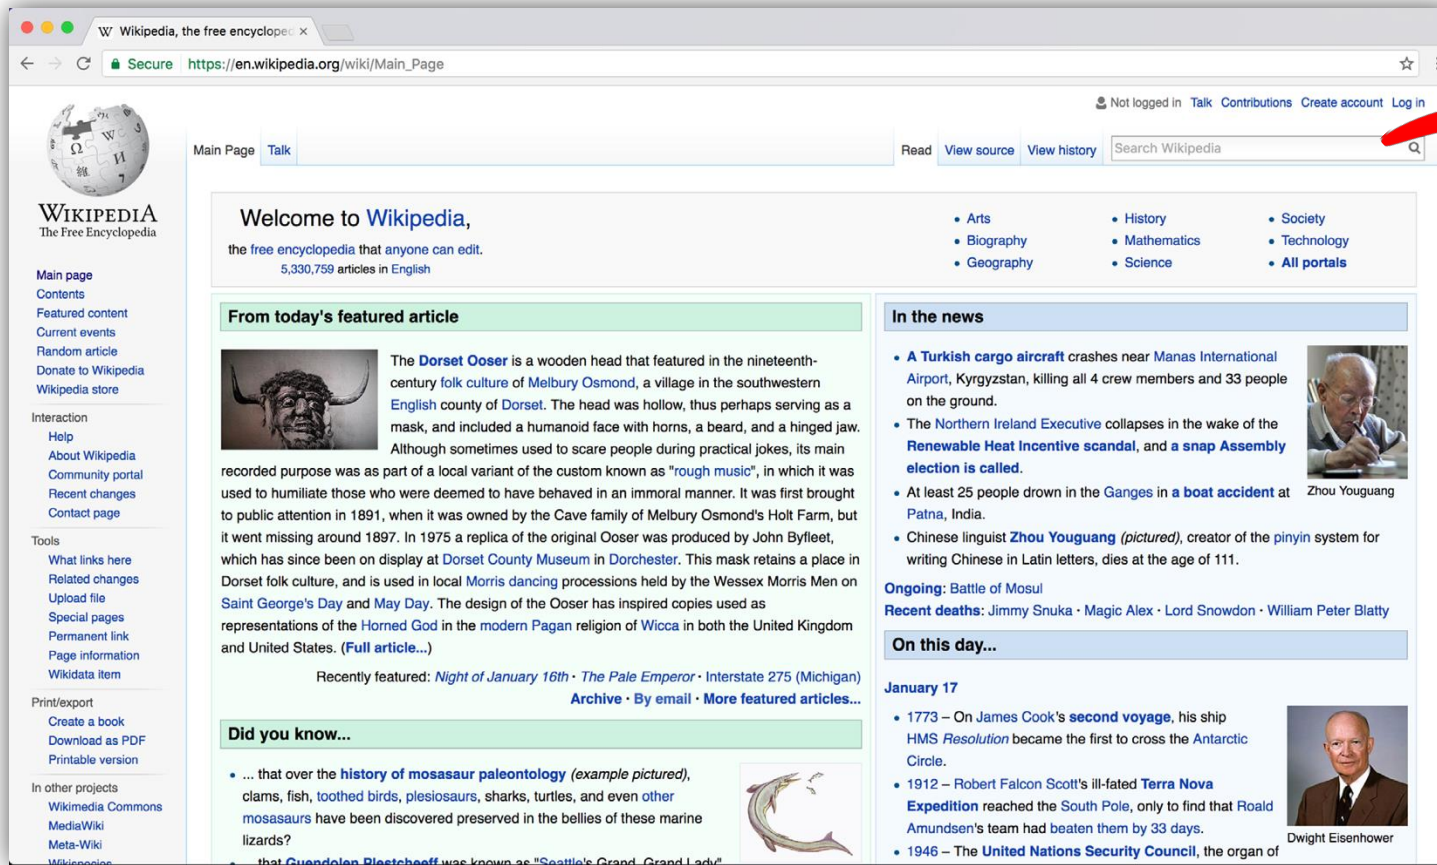 Wikipedia, the free encycloped
Secure https://en.wikipedia.org/wiki/Main_Page
Not logged in Talk Contributions Create account Log in
Main Page Talk
Read View source View history Search Wikipedia
WIKIPEDIA
The Free Encyclopedia
Main page
Contents
Featured content
Current events
Random article
Donate to Wikipedia
Wikipedia store
Interaction
Help
About Wikipedia
Community portal
Recent changes
Contact page
Tools
What links here
Related changes
Upload file
Special pages
Permanent link
Page information
Wikidata item
Print/export
Create a book
Download as PDF
Printable version
In other projects
Wikimedia Commons
MediaWiki
Meta-Wiki
Wikispecies
Welcome to Wikipedia,
the free encyclopedia that anyone can edit.
5,330,759 articles in English
• Arts
• Biography
• Geography
• History
• Mathematics
• Science
• Society
• Technology
• All portals
From today's featured article
The Dorset Ooser is a wooden head that featured in the nineteenth-
century folk culture of Melbury Osmond, a village in the southwestern
English county of Dorset. The head was hollow, thus perhaps serving as a
mask, and included a humanoid face with horns, a beard, and a hinged jaw.
Although sometimes used to scare people during practical jokes, its main
recorded purpose was as part of a local variant of the custom known as "rough music", in which it was
used to humiliate those who were deemed to have behaved in an immoral manner. It was first brought
to public attention in 1891, when it was owned by the Cave family of Melbury Osmond's Holt Farm, but
it went missing around 1897. In 1975 a replica of the original Ooser was produced by John Byfleet,
which has since been on display at Dorset County Museum in Dorchester. This mask retains a place in
Dorset folk culture, and is used in local Morris dancing processions held by the Wessex Morris Men on
Saint George's Day and May Day. The design of the Ooser has inspired copies used as
representations of the Horned God in the modern Pagan religion of Wicca in both the United Kingdom
and United States. (Full article...)
Recently featured: Night of January 16th · The Pale Emperor · Interstate 275 (Michigan)
Archive · By email · More featured articles...
Did you know...
• ... that over the history of mosasaur paleontology (example pictured),
clams, fish, toothed birds, plesiosaurs, sharks, turtles, and even other
mosasaurs have been discovered preserved in the bellies of these marine
lizards?
• ... that Guendolen Plestcheeff was known as "Seattle's Grand, Grand Lady"
In the news
• A Turkish cargo aircraft crashes near Manas International
Airport, Kyrgyzstan, killing all 4 crew members and 33 people
on the ground.
• The Northern Ireland Executive collapses in the wake of the
Renewable Heat Incentive scandal, and a snap Assembly
election is called.
• At least 25 people drown in the Ganges in a boat accident at
Patna, India.
• Chinese linguist Zhou Youguang (pictured), creator of the pinyin system for
writing Chinese in Latin letters, dies at the age of 111.
Zhou Youguang
Ongoing: Battle of Mosul
Recent deaths: Jimmy Snuka · Magic Alex · Lord Snowdon · William Peter Blatty
On this day...
January 17
• 1773 – On James Cook's second voyage, his ship
HMS Resolution became the first to cross the Antarctic
Circle.
• 1912 – Robert Falcon Scott's ill-fated Terra Nova
Expedition reached the South Pole, only to find that Roald
Amundsen's team had beaten them by 33 days.
• 1946 – The United Nations Security Council, the organ of
Dwight Eisenhower